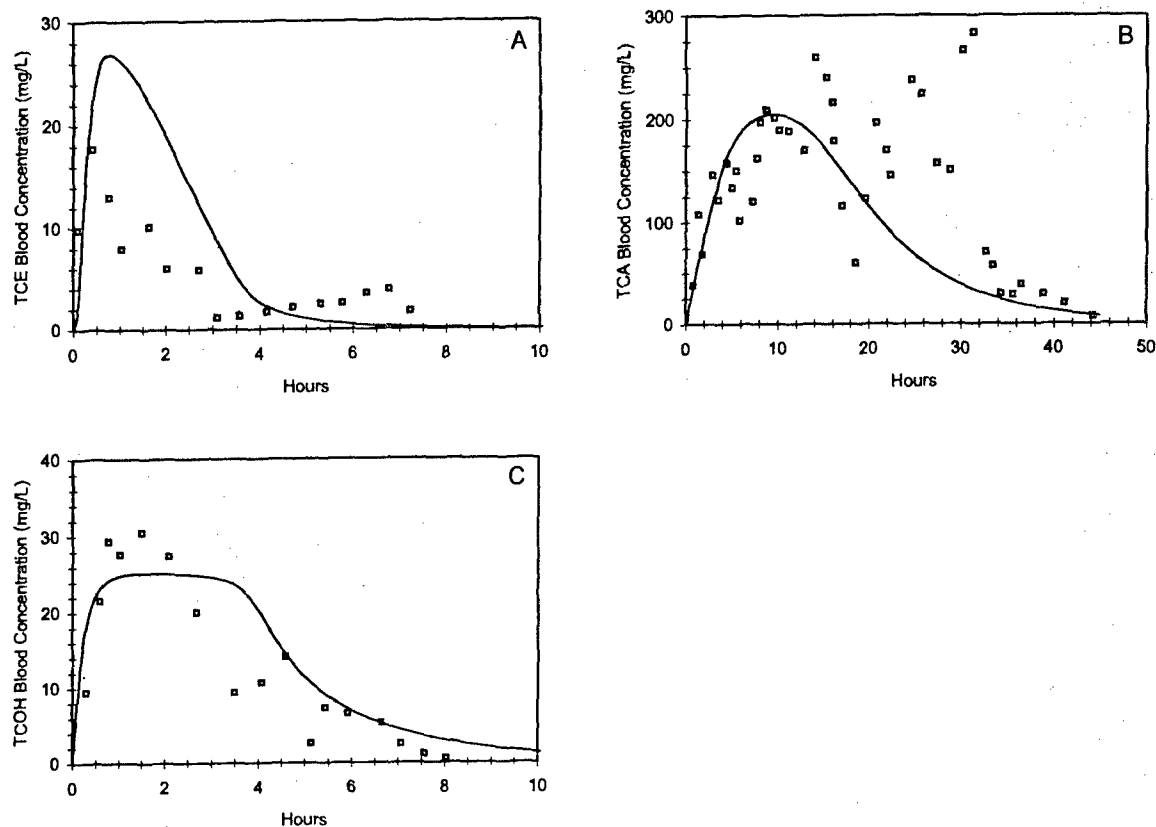 A
TCE Blood Concentration (mg/L)
30
20
10
0
0 2 4 6 8 10
Hours
B
TCA Blood Concentration (mg/L)
300
200
100
0
0 10 20 30 40 50
Hours
C
TCOH Blood Concentration (mg/L)
40
30
20
10
0
0 2 4 6 8 10
Hours